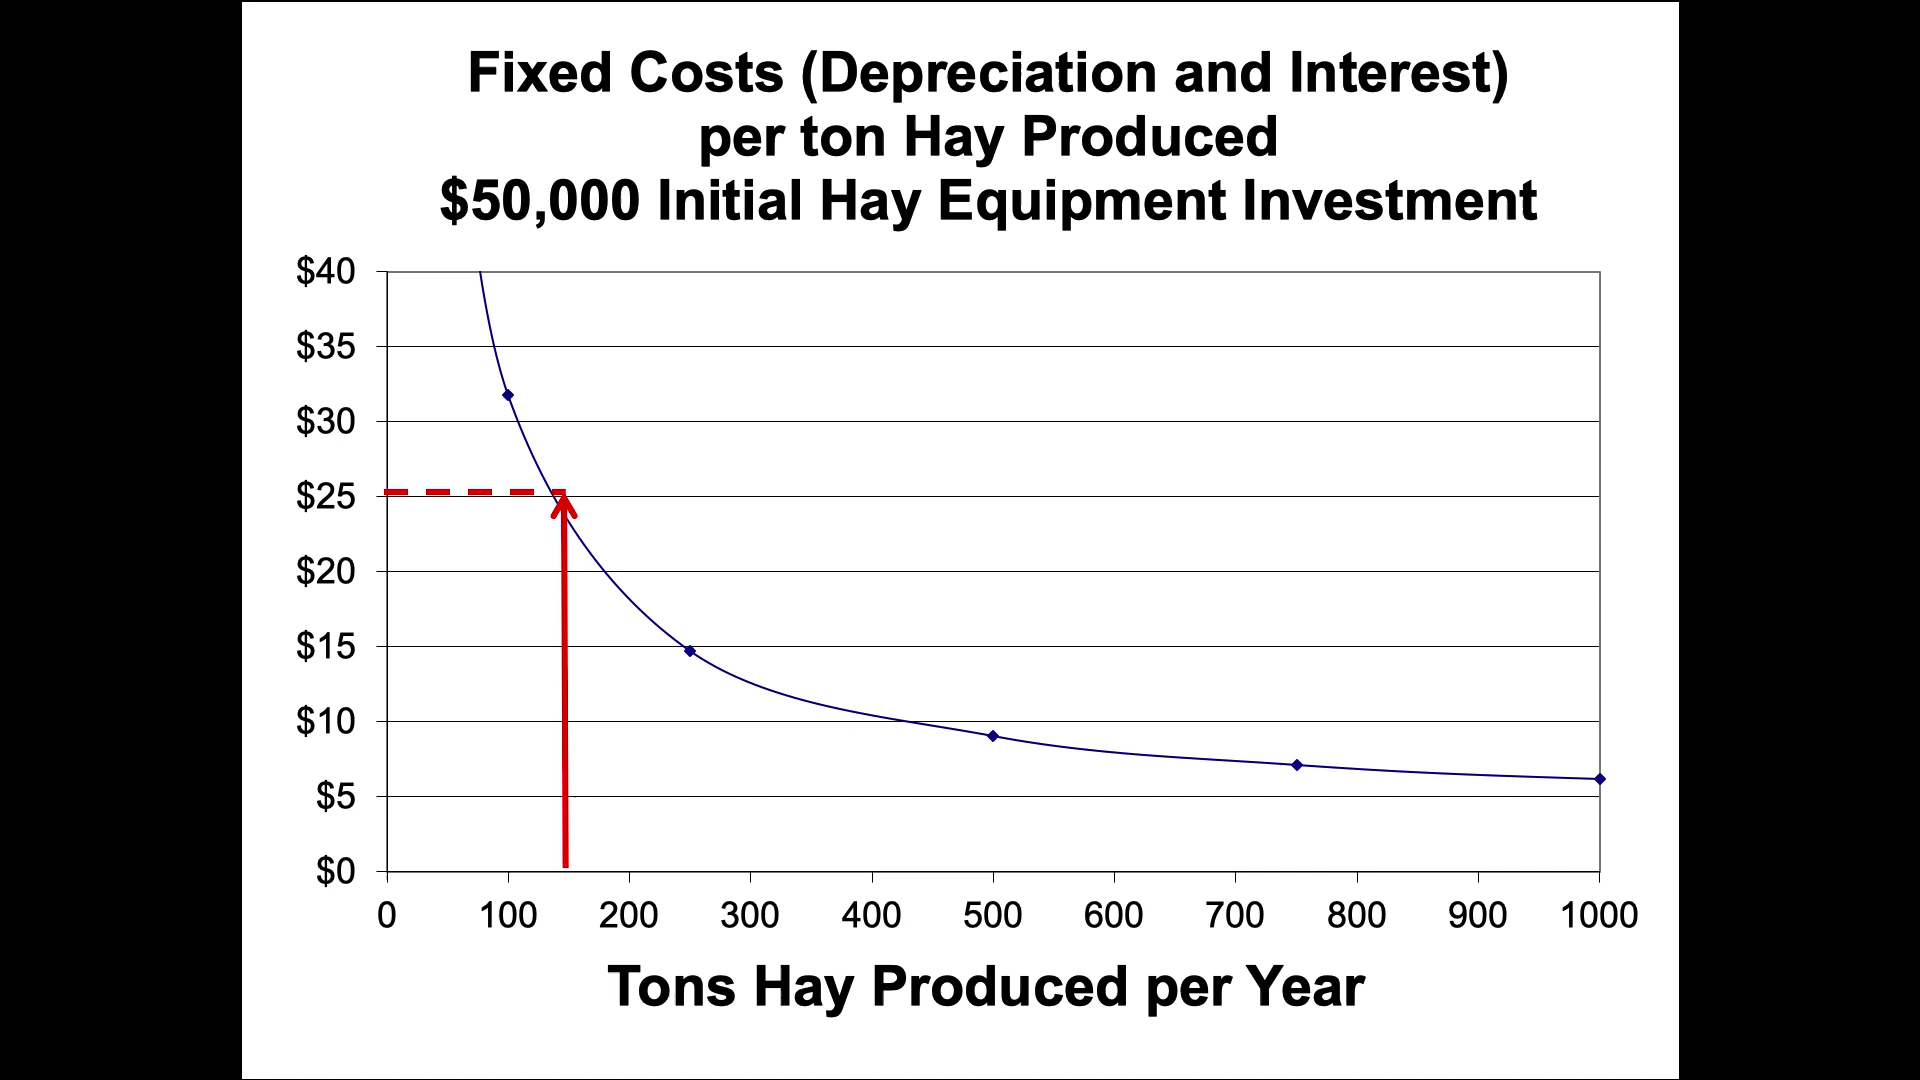 Fixed Costs (Depreciation and Interest)
per ton Hay Produced
$50,000 Initial Hay Equipment Investment
$40
$35
$30
$25
$20
$15
$10
$5
$0
0 100 200 300 400 500 600 700 800 900 1000
Tons Hay Produced per Year